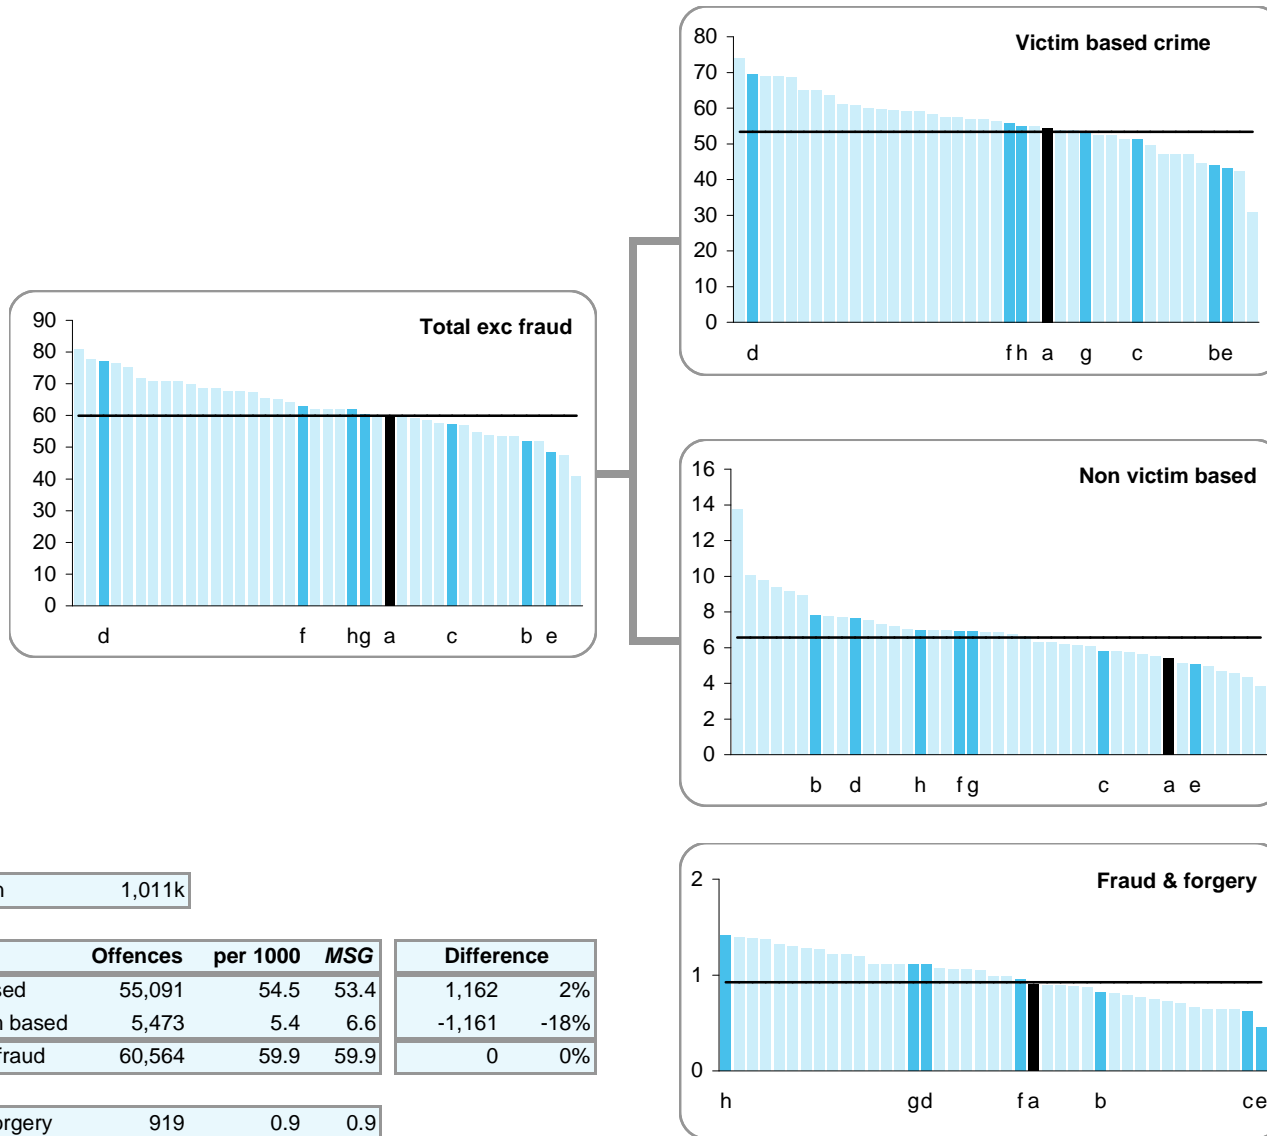 Victim based crime
80
70
60
50
40
30
20
10
0
d f h a g c b e
Total exc fraud
90
80
70
60
50
40
30
20
10
0
d f h g a c b e
Non victim based
16
14
12
10
8
6
4
2
0
b d h f g c a e
Fraud & forgery
2
1
0
h g d f a b c e
n 1,011k
Offences per 1000 MSG Difference
sed 55,091 54.5 53.4 1,162 2%
n based 5,473 5.4 6.6 -1,161 -18%
fraud 60,564 59.9 59.9 0 0%
orgery 919 0.9 0.9